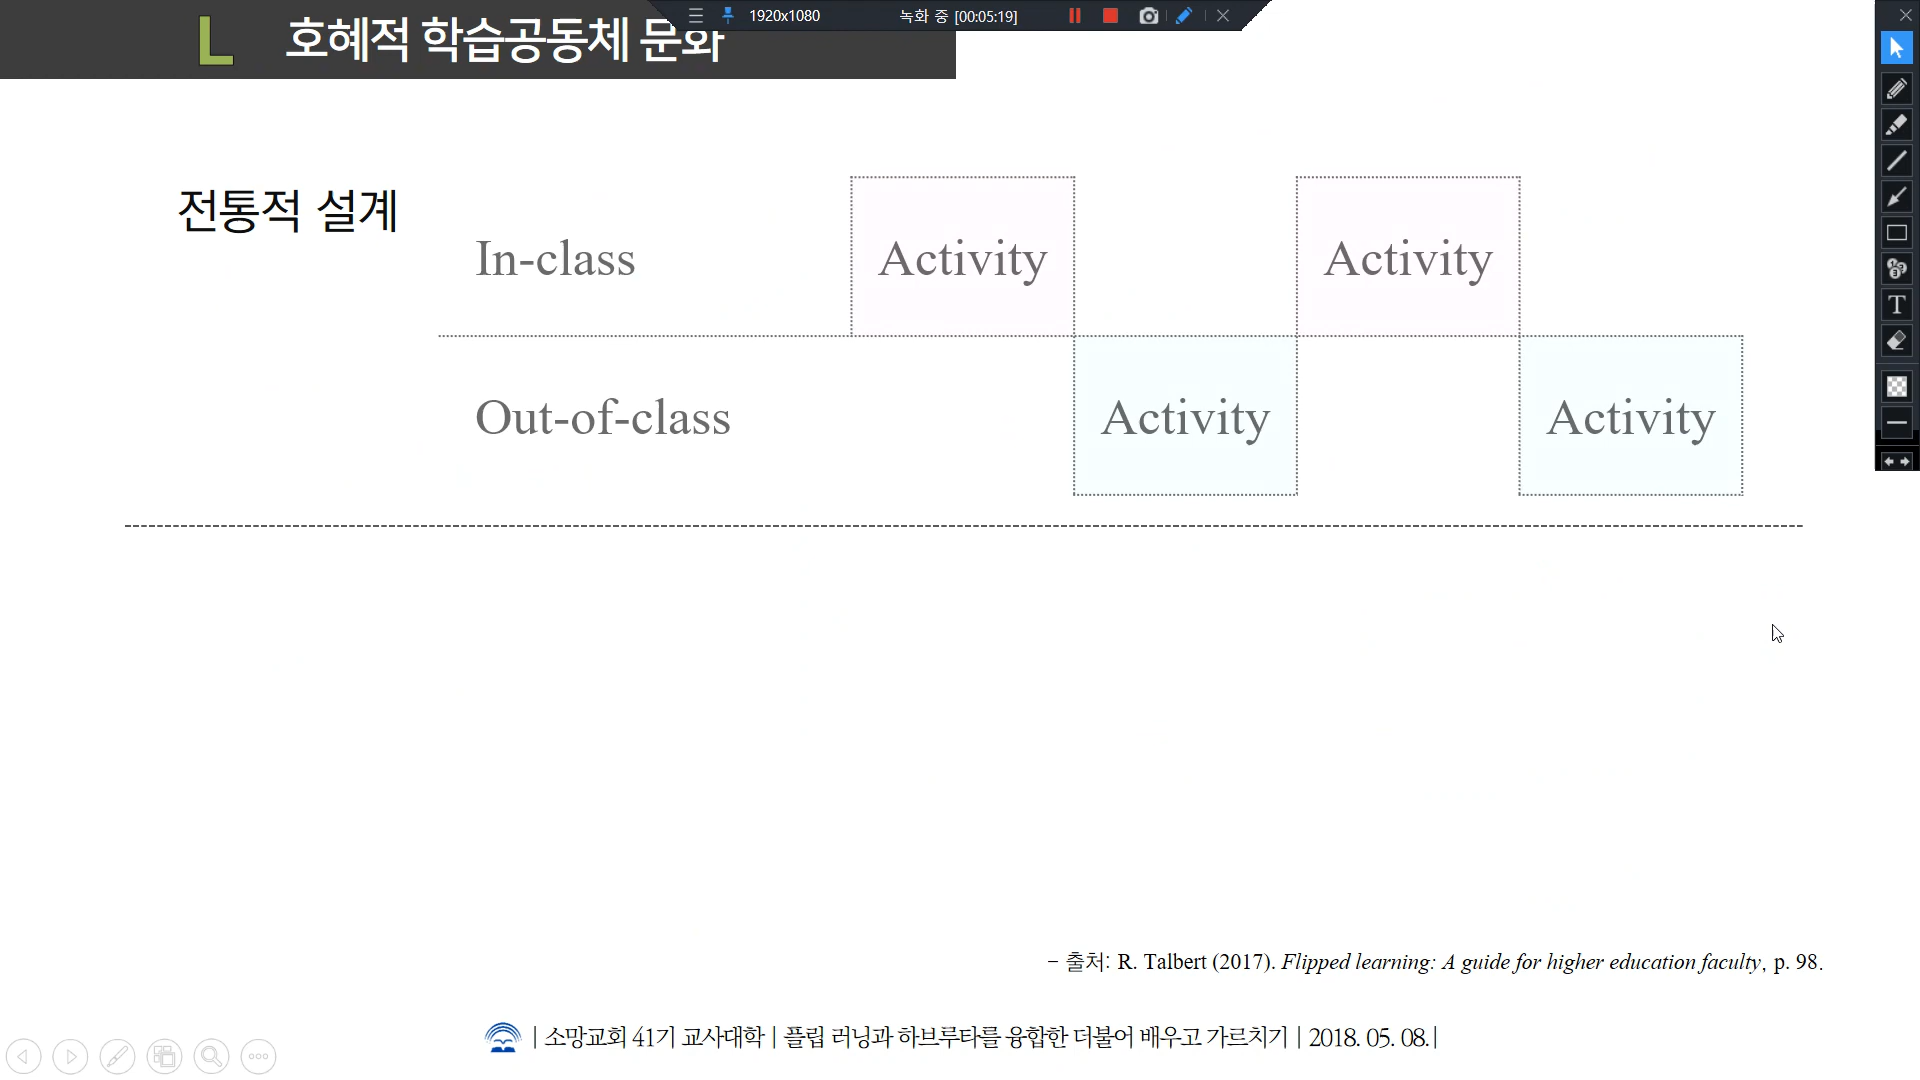 1920x1080 녹화 중 [00:05:19]
L 호혜적 학습공동체 문화
전통적 설계
In-class Activity Activity
Out-of-class Activity Activity
– 출처: R. Talbert (2017). Flipped learning: A guide for higher education faculty, p. 98.
| 소망교회 41기 교사대학 | 플립 러닝과 하브루타를 융합한 더불어 배우고 가르치기 | 2018. 05. 08. |